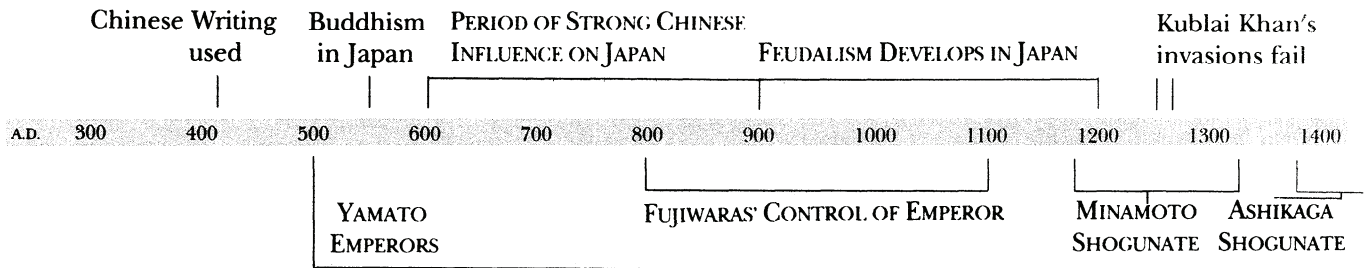 Chinese Writing used
Buddhism in Japan
PERIOD OF STRONG CHINESE INFLUENCE ON JAPAN
FEUDALISM DEVELOPS IN JAPAN
Kublai Khan's invasions fail
A.D. 300 400 500 600 700 800 900 1000 1100 1200 1300 1400
YAMATO EMPERORS
FUJIWARAS' CONTROL OF EMPEROR
MINAMOTO SHOGUNATE
ASHIKAGA SHOGUNATE